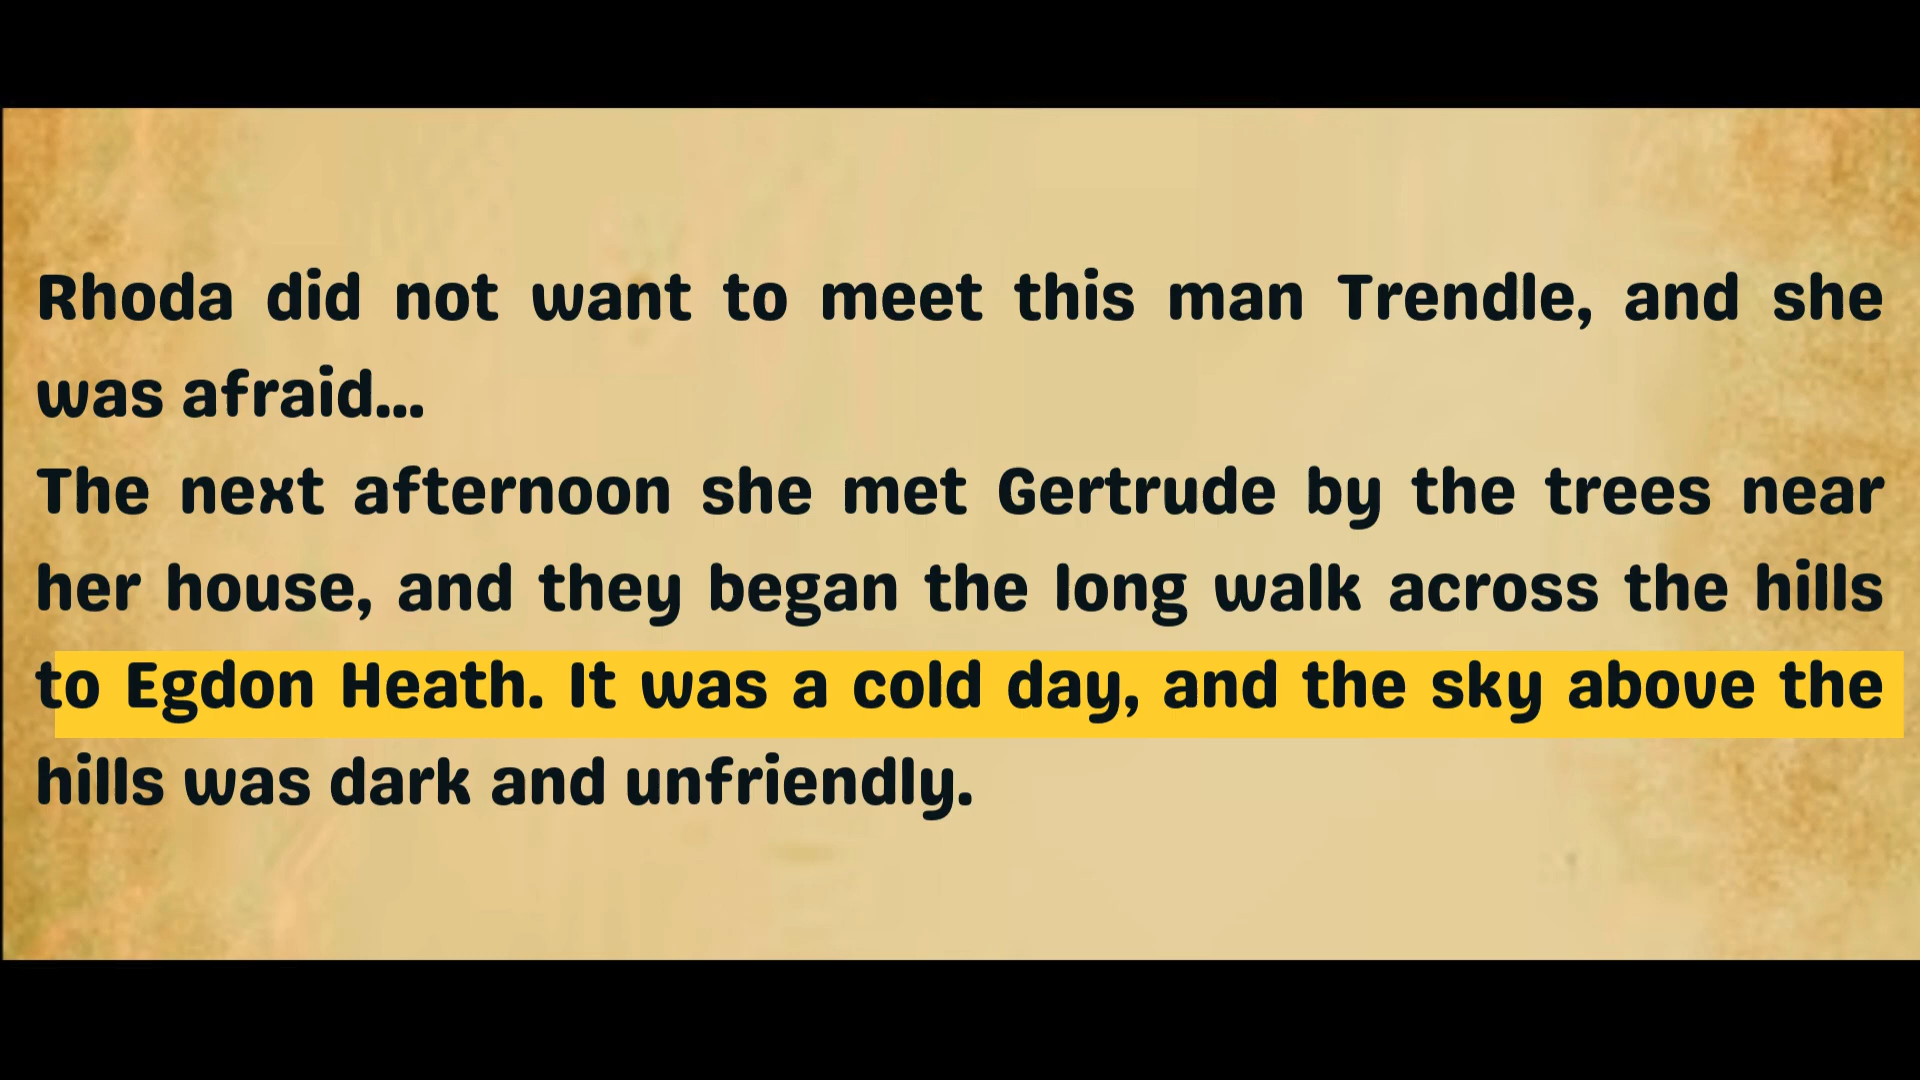 Rhoda did not want to meet this man Trendle, and she
was afraid...
The next afternoon she met Gertrude by the trees near
her house, and they began the long walk across the hills
to Egdon Heath. It was a cold day, and the sky above the
hills was dark and unfriendly.